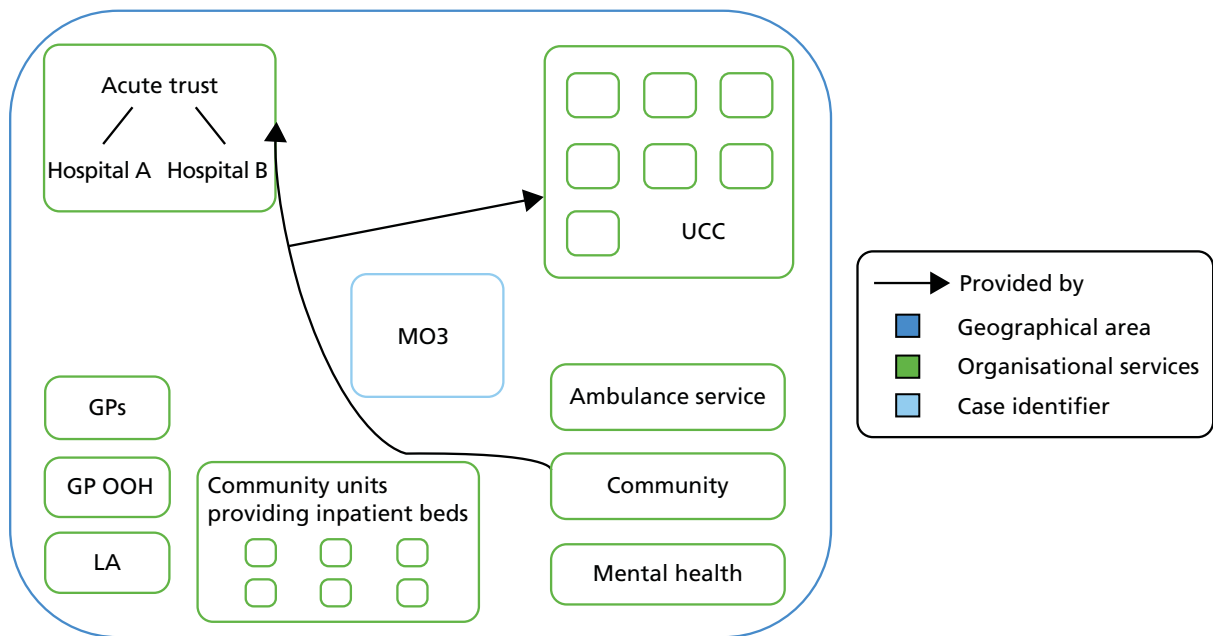 Acute trust
Hospital A
Hospital B
UCC
MO3
GPs
GP OOH
LA
Community units
providing inpatient beds
Ambulance service
Community
Mental health
Provided by
Geographical area
Organisational services
Case identifier